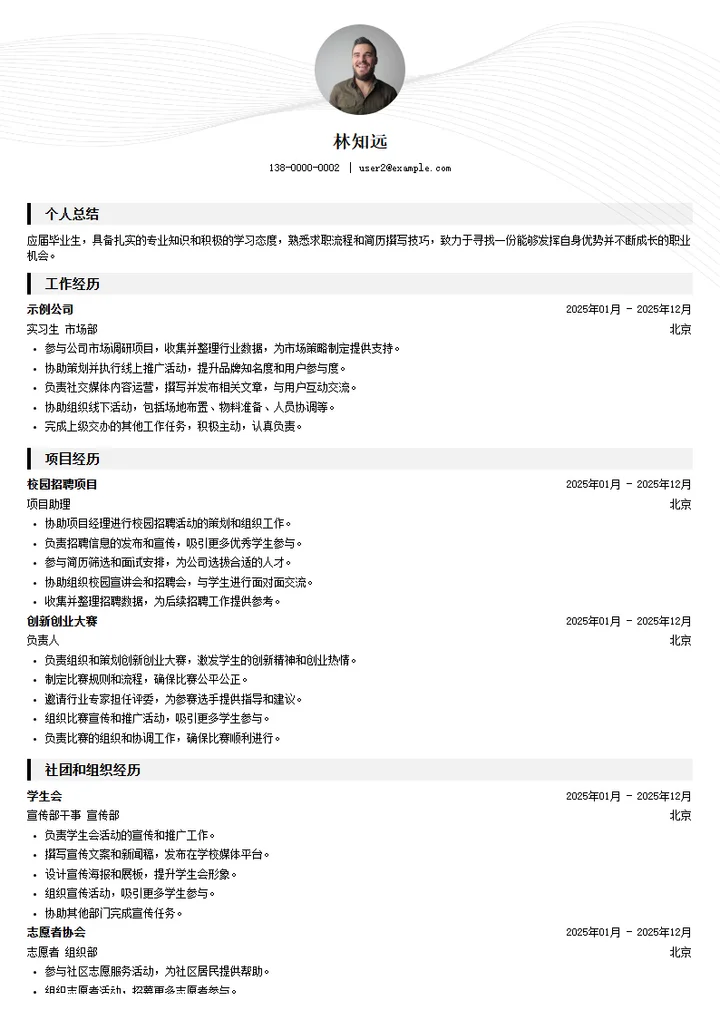 林知远
138-0000-0002 | user2@example.com
个人总结
应届毕业生，具备扎实的专业知识和积极的学习态度，熟悉求职流程和简历撰写技巧，致力于寻找一份能够发挥自身优势并不断成长的职业
机会。
工作经历
示例公司 2025年01月 - 2025年12月
实习生 市场部 北京
• 参与公司市场调研项目，收集并整理行业数据，为市场策略制定提供支持。
• 协助策划并执行线上推广活动，提升品牌知名度和用户参与度。
• 负责社交媒体内容运营，撰写并发布相关文章，与用户互动交流。
• 协助组织线下活动，包括场地布置、物料准备、人员协调等。
• 完成上级交办的其他工作任务，积极主动，认真负责。
项目经历
校园招聘项目 2025年01月 - 2025年12月
项目助理 北京
• 协助项目经理进行校园招聘活动的策划和组织工作。
• 负责招聘信息的发布和宣传，吸引更多优秀学生参与。
• 参与简历筛选和面试安排，为公司选拔合适的人才。
• 协助组织校园宣讲会和招聘会，与学生进行面对面交流。
• 收集并整理招聘数据，为后续招聘工作提供参考。
创新创业大赛 2025年01月 - 2025年12月
负责人 北京
• 负责组织和策划创新创业大赛，激发学生的创新精神和创业热情。
• 制定比赛规则和流程，确保比赛公平公正。
• 邀请行业专家担任评委，为参赛选手提供指导和建议。
• 组织比赛宣传和推广活动，吸引更多学生参与。
• 负责比赛的组织和协调工作，确保比赛顺利进行。
社团和组织经历
学生会 2025年01月 - 2025年12月
宣传部干事 宣传部 北京
• 负责学生会活动的宣传和推广工作。
• 撰写宣传文案和新闻稿，发布在学校媒体平台。
• 设计宣传海报和展板，提升学生会形象。
• 组织宣传活动，吸引更多学生参与。
• 协助其他部门完成宣传任务。
志愿者协会 2025年01月 - 2025年12月
志愿者 组织部 北京
• 参与社区志愿服务活动，为社区居民提供帮助。
• 组织志愿者活动，招募更多志愿者参与。